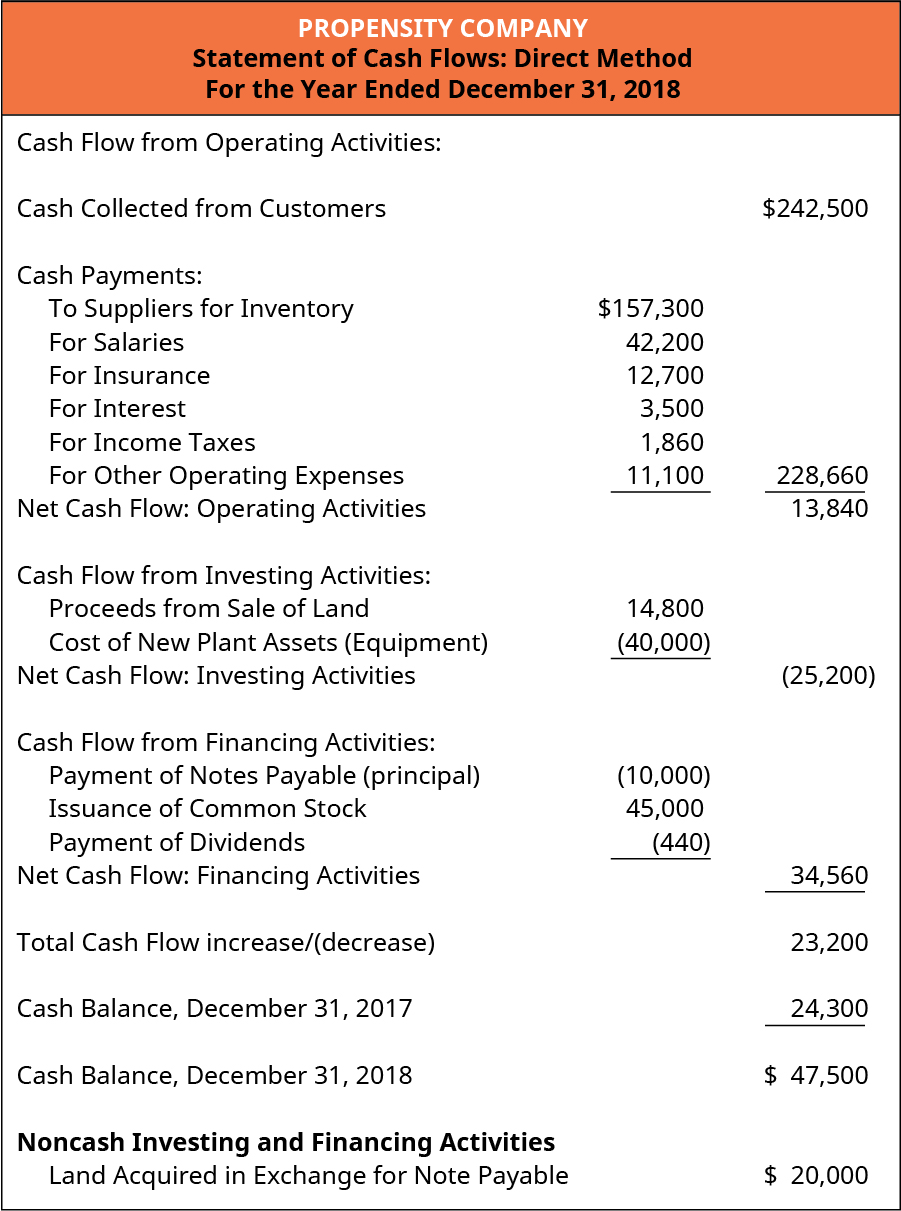 PROPENSITY COMPANY
Statement of Cash Flows: Direct Method
For the Year Ended December 31, 2018
Cash Flow from Operating Activities:
Cash Collected from Customers $242,500
Cash Payments:
To Suppliers for Inventory $157,300
For Salaries 42,200
For Insurance 12,700
For Interest 3,500
For Income Taxes 1,860
For Other Operating Expenses 11,100 228,660
Net Cash Flow: Operating Activities 13,840
Cash Flow from Investing Activities:
Proceeds from Sale of Land 14,800
Cost of New Plant Assets (Equipment) (40,000)
Net Cash Flow: Investing Activities (25,200)
Cash Flow from Financing Activities:
Payment of Notes Payable (principal) (10,000)
Issuance of Common Stock 45,000
Payment of Dividends (440)
Net Cash Flow: Financing Activities 34,560
Total Cash Flow increase/(decrease) 23,200
Cash Balance, December 31, 2017 24,300
Cash Balance, December 31, 2018 $ 47,500
Noncash Investing and Financing Activities
Land Acquired in Exchange for Note Payable $ 20,000